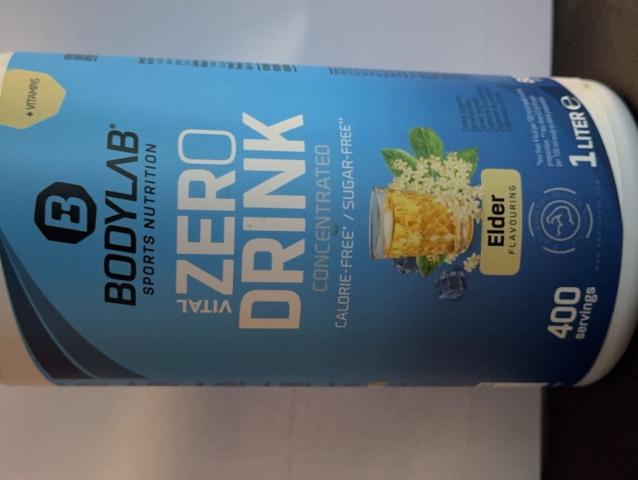 + VITAMINS
BODYLAB®
SPORTS NUTRITION
VITAL
ZERO
DRINK
CONCENTRATED
CALORIE-FREE* / SUGAR-FREE**
Elder
FLAVOURING
400
servings
1 LITER ℮